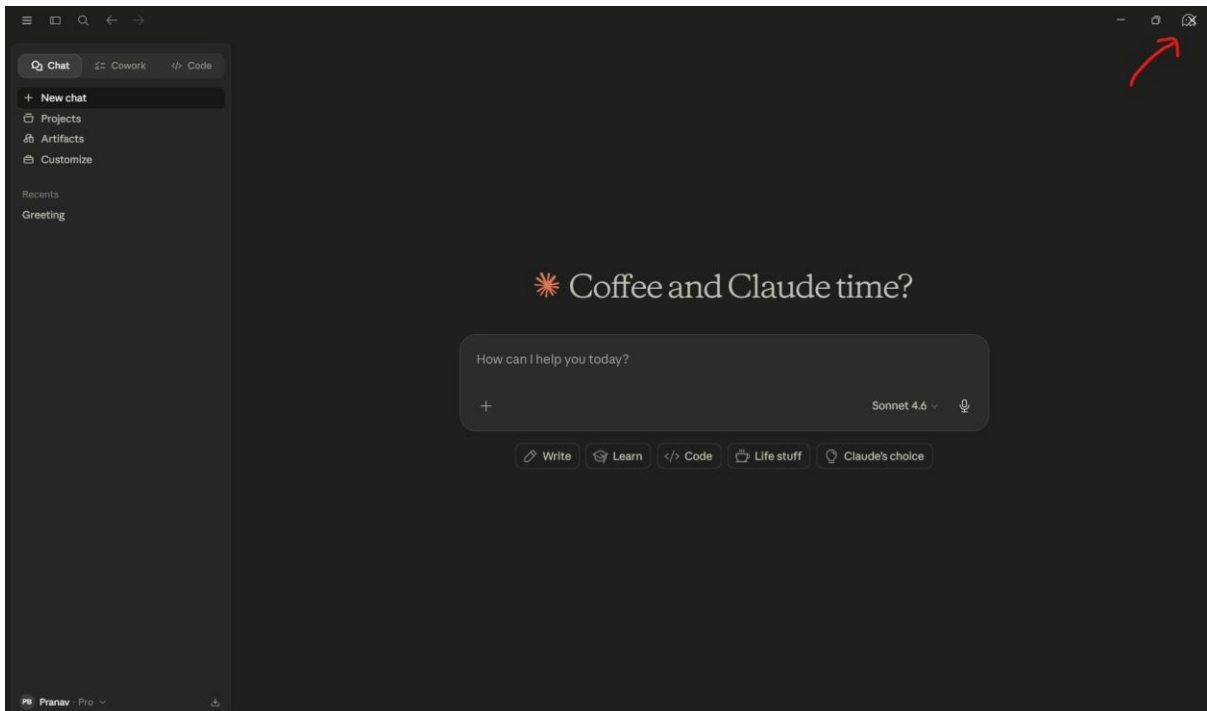 Chat Cowork </> Code
+ New chat
Projects
Artifacts
Customize
Recents
Greeting
Coffee and Claude time?
How can I help you today?
+ Sonnet 4.6
Write Learn </> Code Life stuff Claude's choice
PB Pranav · Pro